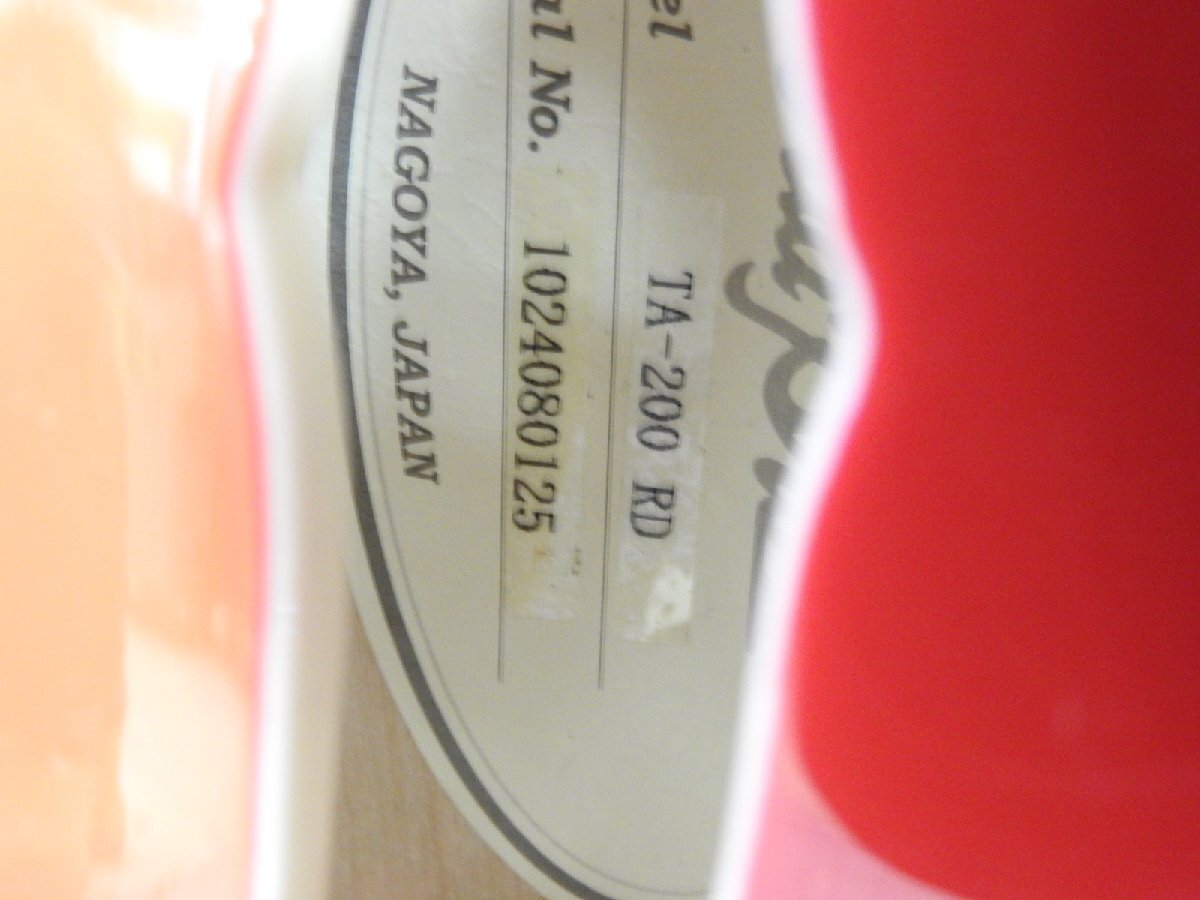 el TA-200 RD
al No. 1024080125
NAGOYA, JAPAN